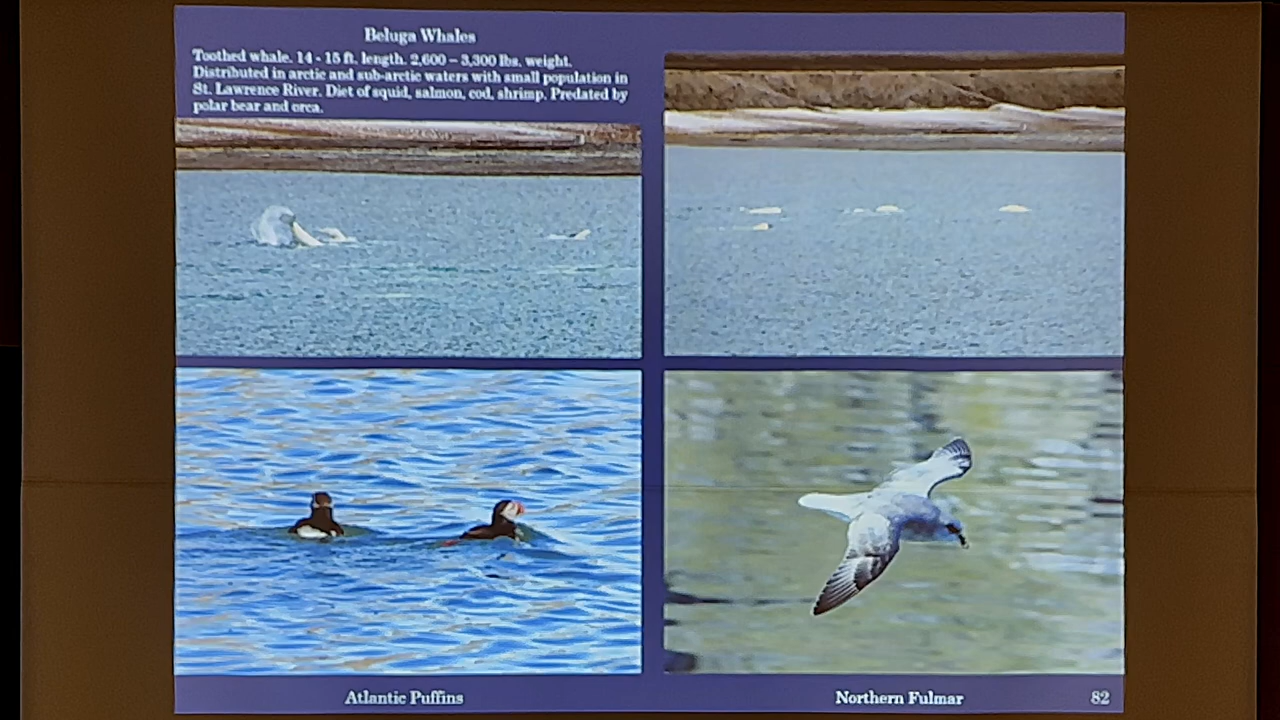 Beluga Whales
Toothed whale. 14 - 15 ft. length. 2,600 – 3,300 lbs. weight.
Distributed in arctic and sub-arctic waters with small population in
St. Lawrence River. Diet of squid, salmon, cod, shrimp. Predated by
polar bear and orca.
Atlantic Puffins
Northern Fulmar
82